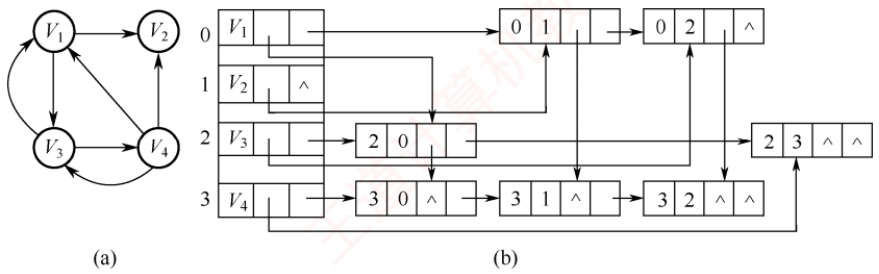 V₁ V₂
V₃ V₄
(a)
0 V₁ 0 1 0 2 ∧
1 V₂ ∧
2 V₃ 2 0 2 3 ∧ ∧
3 V₄ 3 0 ∧ 3 1 ∧ 3 2 ∧ ∧
(b)